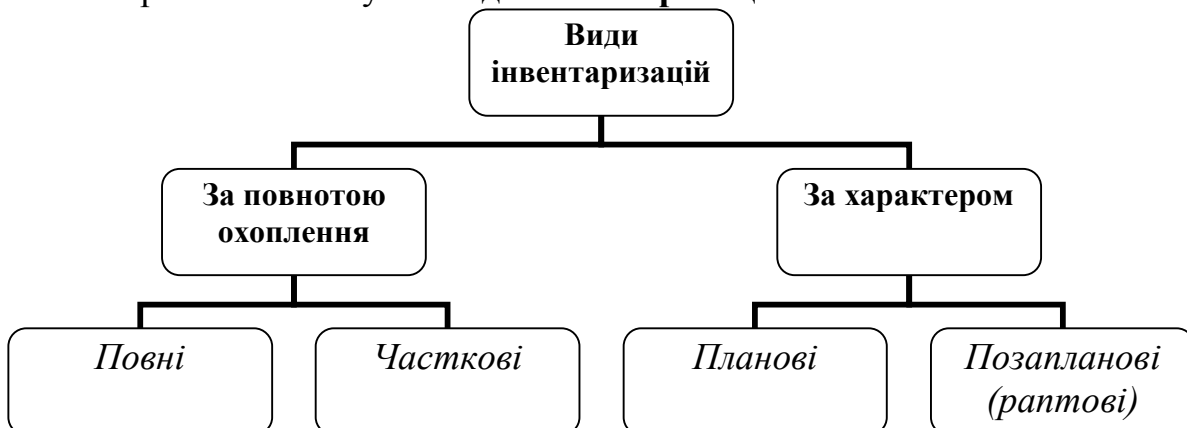 Види
інвентаризацій
За повнотою
охоплення
За характером
Повні
Часткові
Планові
Позапланові
(раптові)